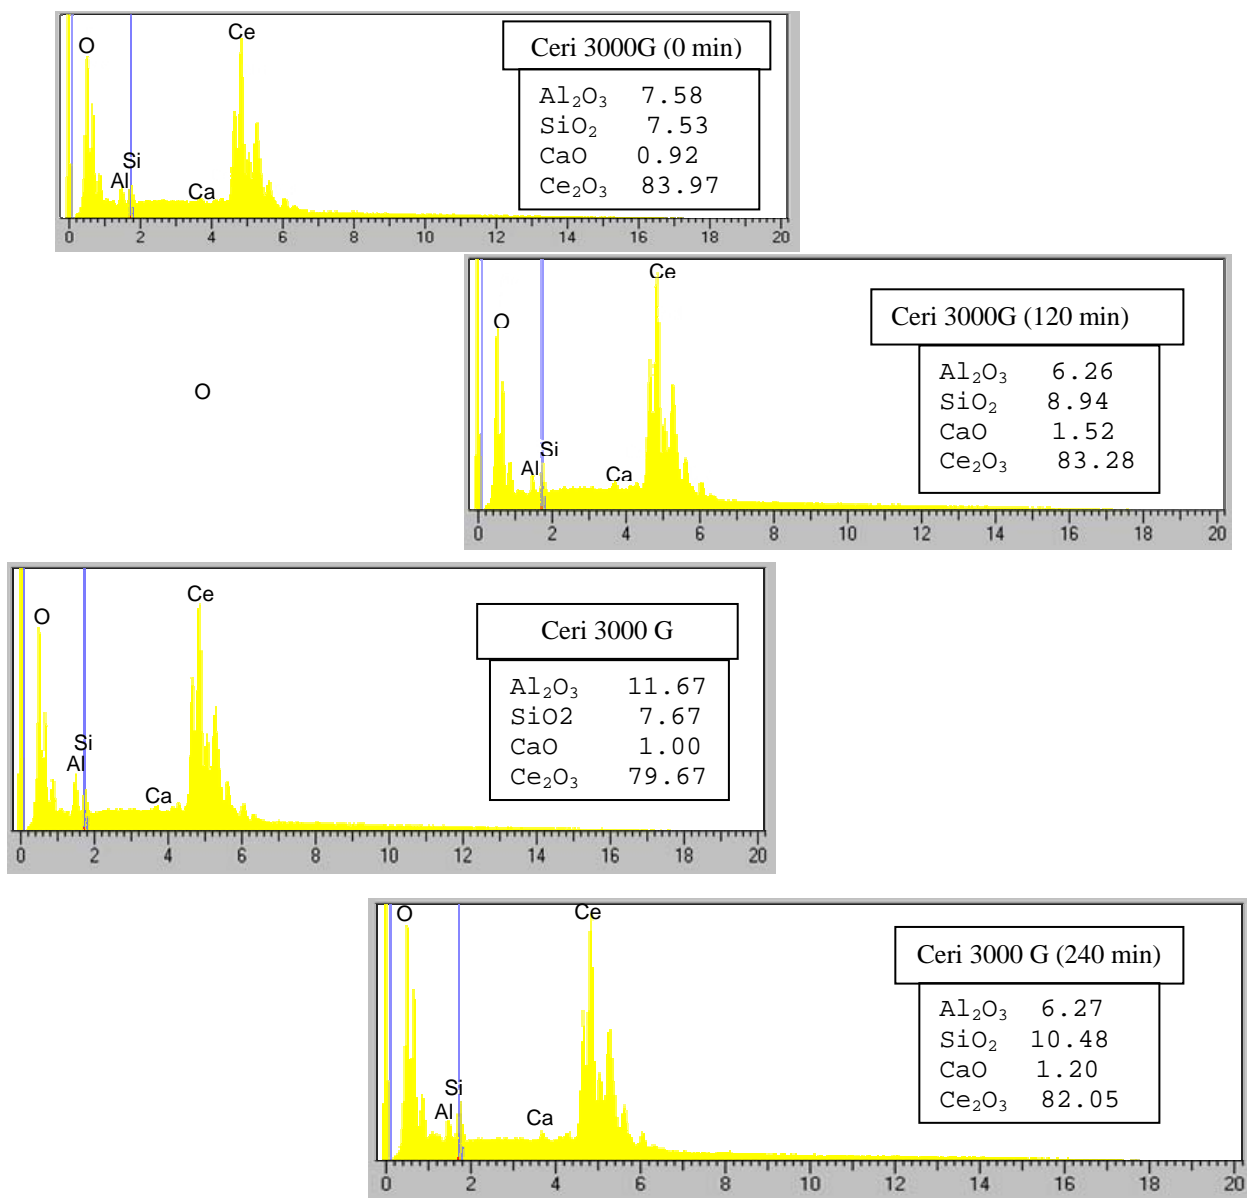 Ce
O
Si
Al
Ca
Ceri 3000G (0 min)
Al₂O₃ 7.58
SiO₂ 7.53
CaO 0.92
Ce₂O₃ 83.97
0 2 4 6 8 10 12 14 16 18 20
Ce
O
Si
Al
Ca
Ceri 3000G (120 min)
Al₂O₃ 6.26
SiO₂ 8.94
CaO 1.52
Ce₂O₃ 83.28
0 2 4 6 8 10 12 14 16 18 20
O
Ce
O
Si
Al
Ca
Ceri 3000 G
Al₂O₃ 11.67
SiO2 7.67
CaO 1.00
Ce₂O₃ 79.67
0 2 4 6 8 10 12 14 16 18 20
O
Ce
Si
Al
Ca
Ceri 3000 G (240 min)
Al₂O₃ 6.27
SiO₂ 10.48
CaO 1.20
Ce₂O₃ 82.05
0 2 4 6 8 10 12 14 16 18 20